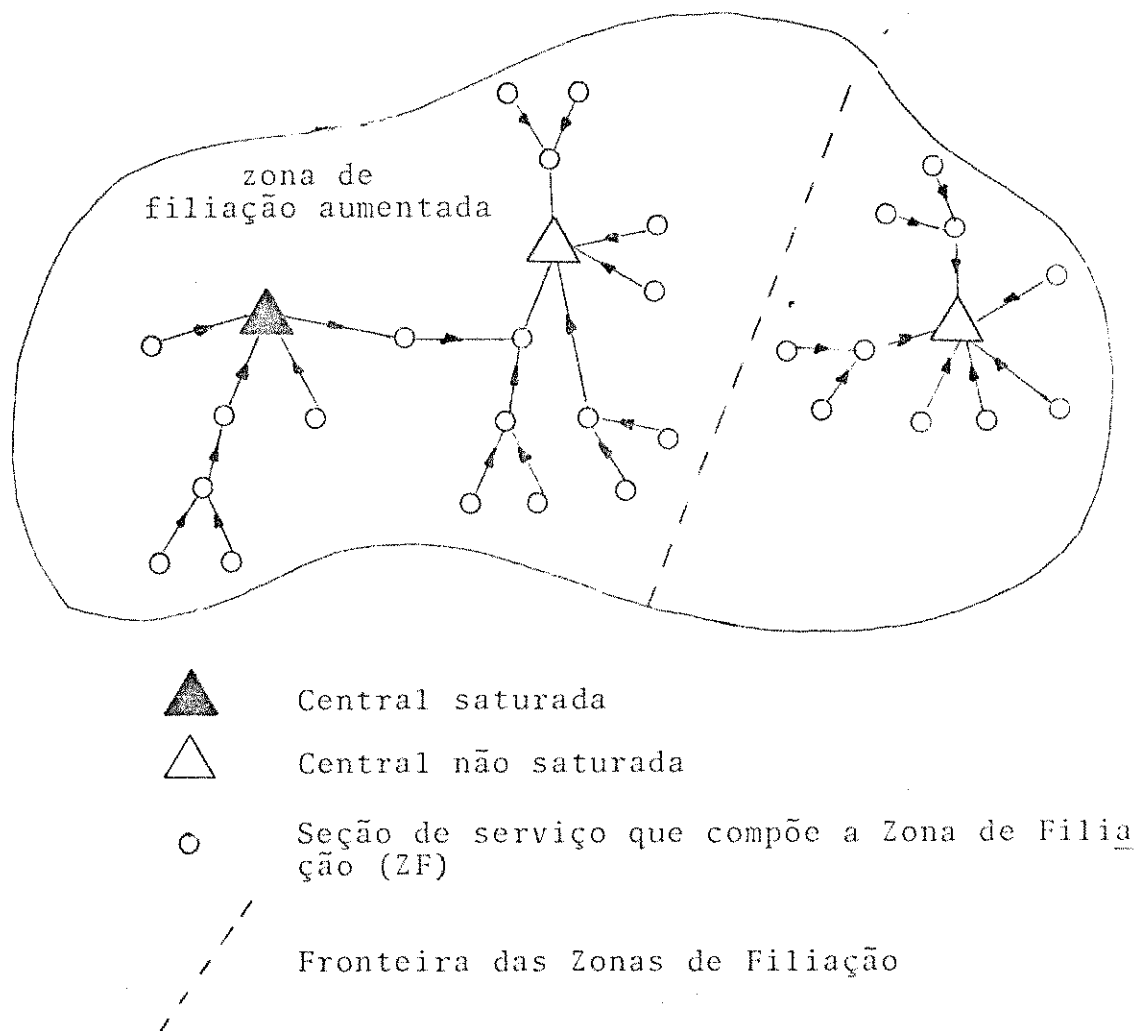 zona de
filiação aumentada
Central saturada
Central não saturada
Seção de serviço que compõe a Zona de Filia
ção (ZF)
Fronteira das Zonas de Filiação